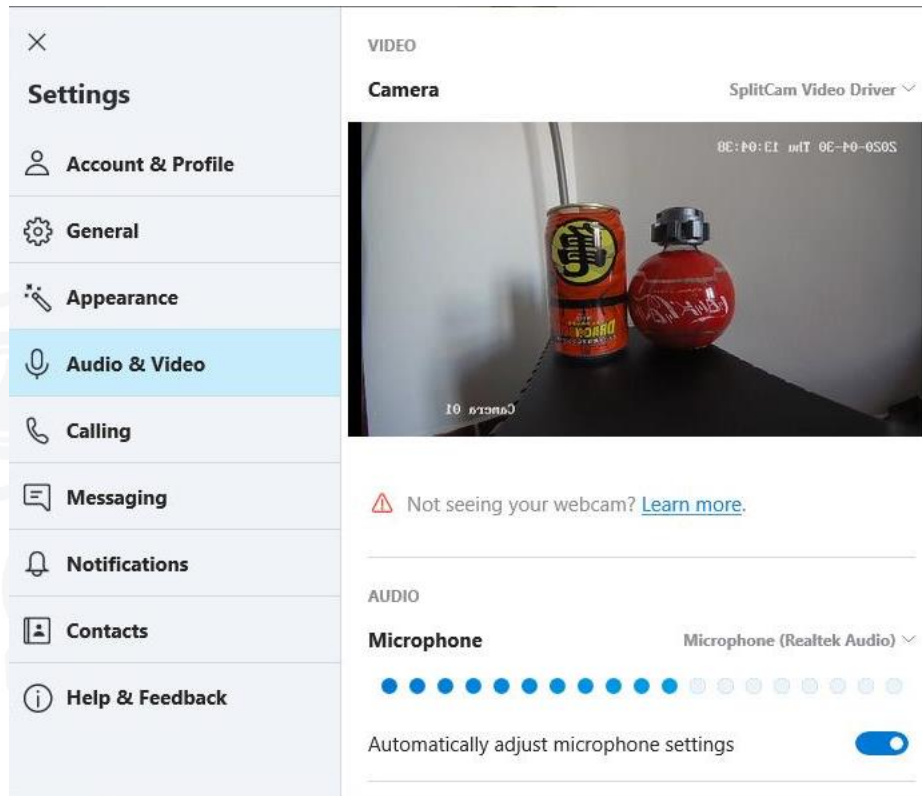 Settings
Account & Profile
General
Appearance
Audio & Video
Calling
Messaging
Notifications
Contacts
Help & Feedback
VIDEO
Camera
SplitCam Video Driver
2020-04-30 Thu 13:04:38
亀
DRAGON
Camera 01
Not seeing your webcam? Learn more.
AUDIO
Microphone
Microphone (Realtek Audio)
Automatically adjust microphone settings